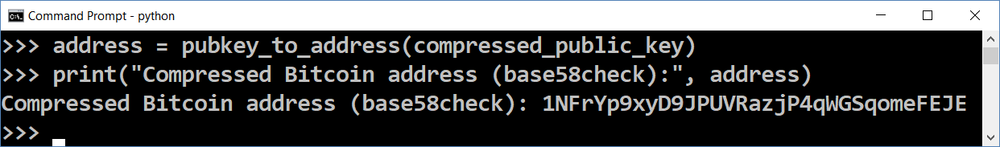 Command Prompt - python
>>> address = pubkey_to_address(compressed_public_key)
>>> print("Compressed Bitcoin address (base58check):", address)
Compressed Bitcoin address (base58check): 1NFrYp9xyD9JPUVRazjP4qWGSqomeFEJE
>>>